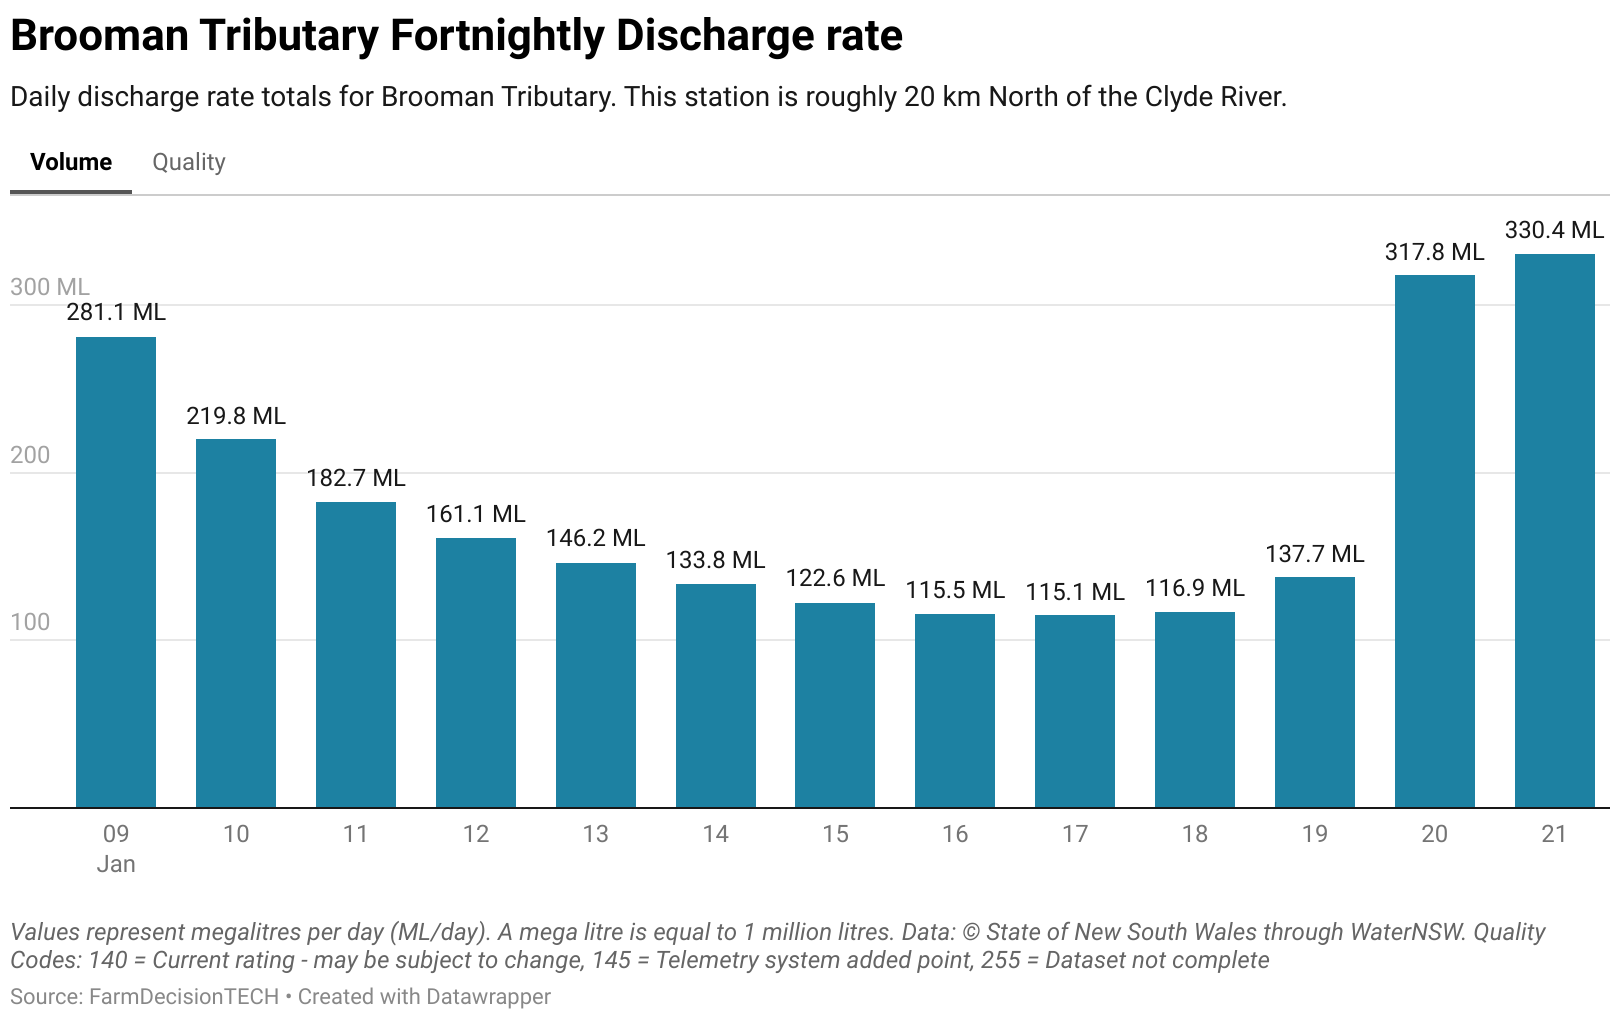 Brooman Tributary Fortnightly Discharge rate
Daily discharge rate totals for Brooman Tributary. This station is roughly 20 km North of the Clyde River.
Volume Quality
330.4 ML
317.8 ML
300 ML
281.1 ML
219.8 ML
200
182.7 ML
161.1 ML
146.2 ML
133.8 ML
122.6 ML
115.5 ML
115.1 ML
116.9 ML
137.7 ML
100
09 10 11 12 13 14 15 16 17 18 19 20 21
Jan
Values represent megalitres per day (ML/day). A mega litre is equal to 1 million litres. Data: © State of New South Wales through WaterNSW. Quality
Codes: 140 = Current rating - may be subject to change, 145 = Telemetry system added point, 255 = Dataset not complete
Source: FarmDecisionTECH • Created with Datawrapper